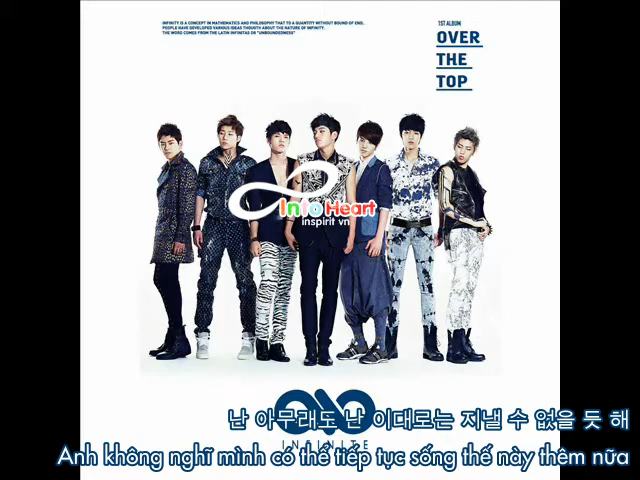 INFINITY IS A CONCEPT IN MATHEMATICS AND PHILOSOPHY THAT TO A QUANTITY WITHOUT BOUND OF END.
PEOPLE HAVE DEVELOPED VARIOUS IDEAS THOUGTH ABOUT THE NATURE OF INFINITY.
THE WORD COMES FROM THE LATIN INFINITAS OR "UNBOUNDEDNESS"
1ST ALBUM
OVER
THE
TOP
InfoHeart
inspirit vn
INFINITE
난 아무래도 난 이대로는 지낼 수 없을 듯 해
Anh không nghĩ mình có thể tiếp tục sống thế này thêm nữa